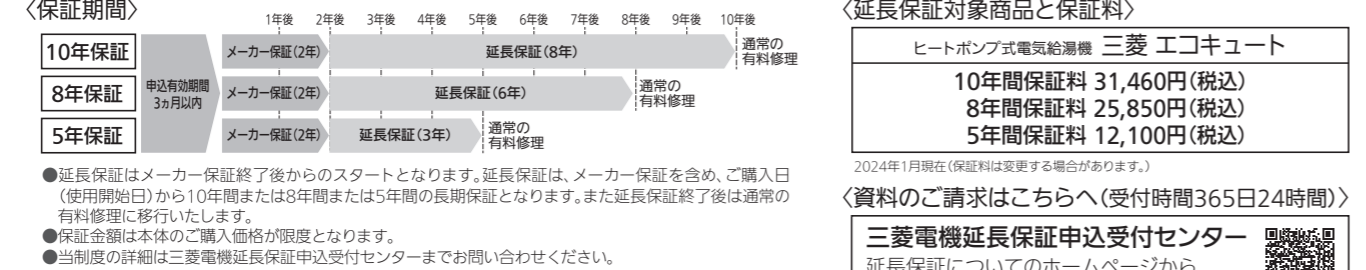 〈保証期間〉
1年後 2年後 3年後 4年後 5年後 6年後 7年後 8年後 9年後 10年後
10年保証
8年保証
5年保証
申込有効期間
3ヵ月以内
メーカー保証(2年) 延長保証(8年)
通常の
有料修理
メーカー保証(2年) 延長保証(6年)
通常の
有料修理
メーカー保証(2年) 延長保証(3年)
通常の
有料修理
●延長保証はメーカー保証終了後からのスタートとなります。延長保証は、メーカー保証を含め、ご購入日
(使用開始日)から10年間または8年間または5年間の長期保証となります。また延長保証終了後は通常の
有料修理に移行いたします。
●保証金額は本体のご購入価格が限度となります。
●当制度の詳細は三菱電機延長保証申込受付センターまでお問い合わせください。
〈延長保証対象商品と保証料〉
ヒートポンプ式電気給湯機 三菱 エコキュート
10年間保証料 31,460円(税込)
8年間保証料 25,850円(税込)
5年間保証料 12,100円(税込)
2024年1月現在(保証料は変更する場合があります。)
〈資料のご請求はこちらへ(受付時間365日24時間)〉
三菱電機延長保証申込受付センター
延長保証についてのホームページから